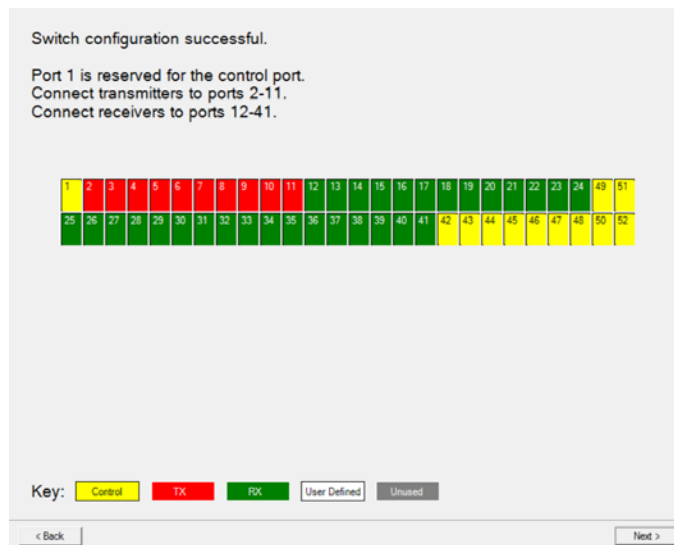 Switch configuration successful.
Port 1 is reserved for the control port.
Connect transmitters to ports 2-11.
Connect receivers to ports 12-41.
1 2 3 4 5 6 7 8 9 10 11 12 13 14 15 16 17 18 19 20 21 22 23 24 49 51
25 26 27 28 29 30 31 32 33 34 35 36 37 38 39 40 41 42 43 44 45 46 47 48 50 52
Key: Control TX RX User Defined Unused
< Back Next >